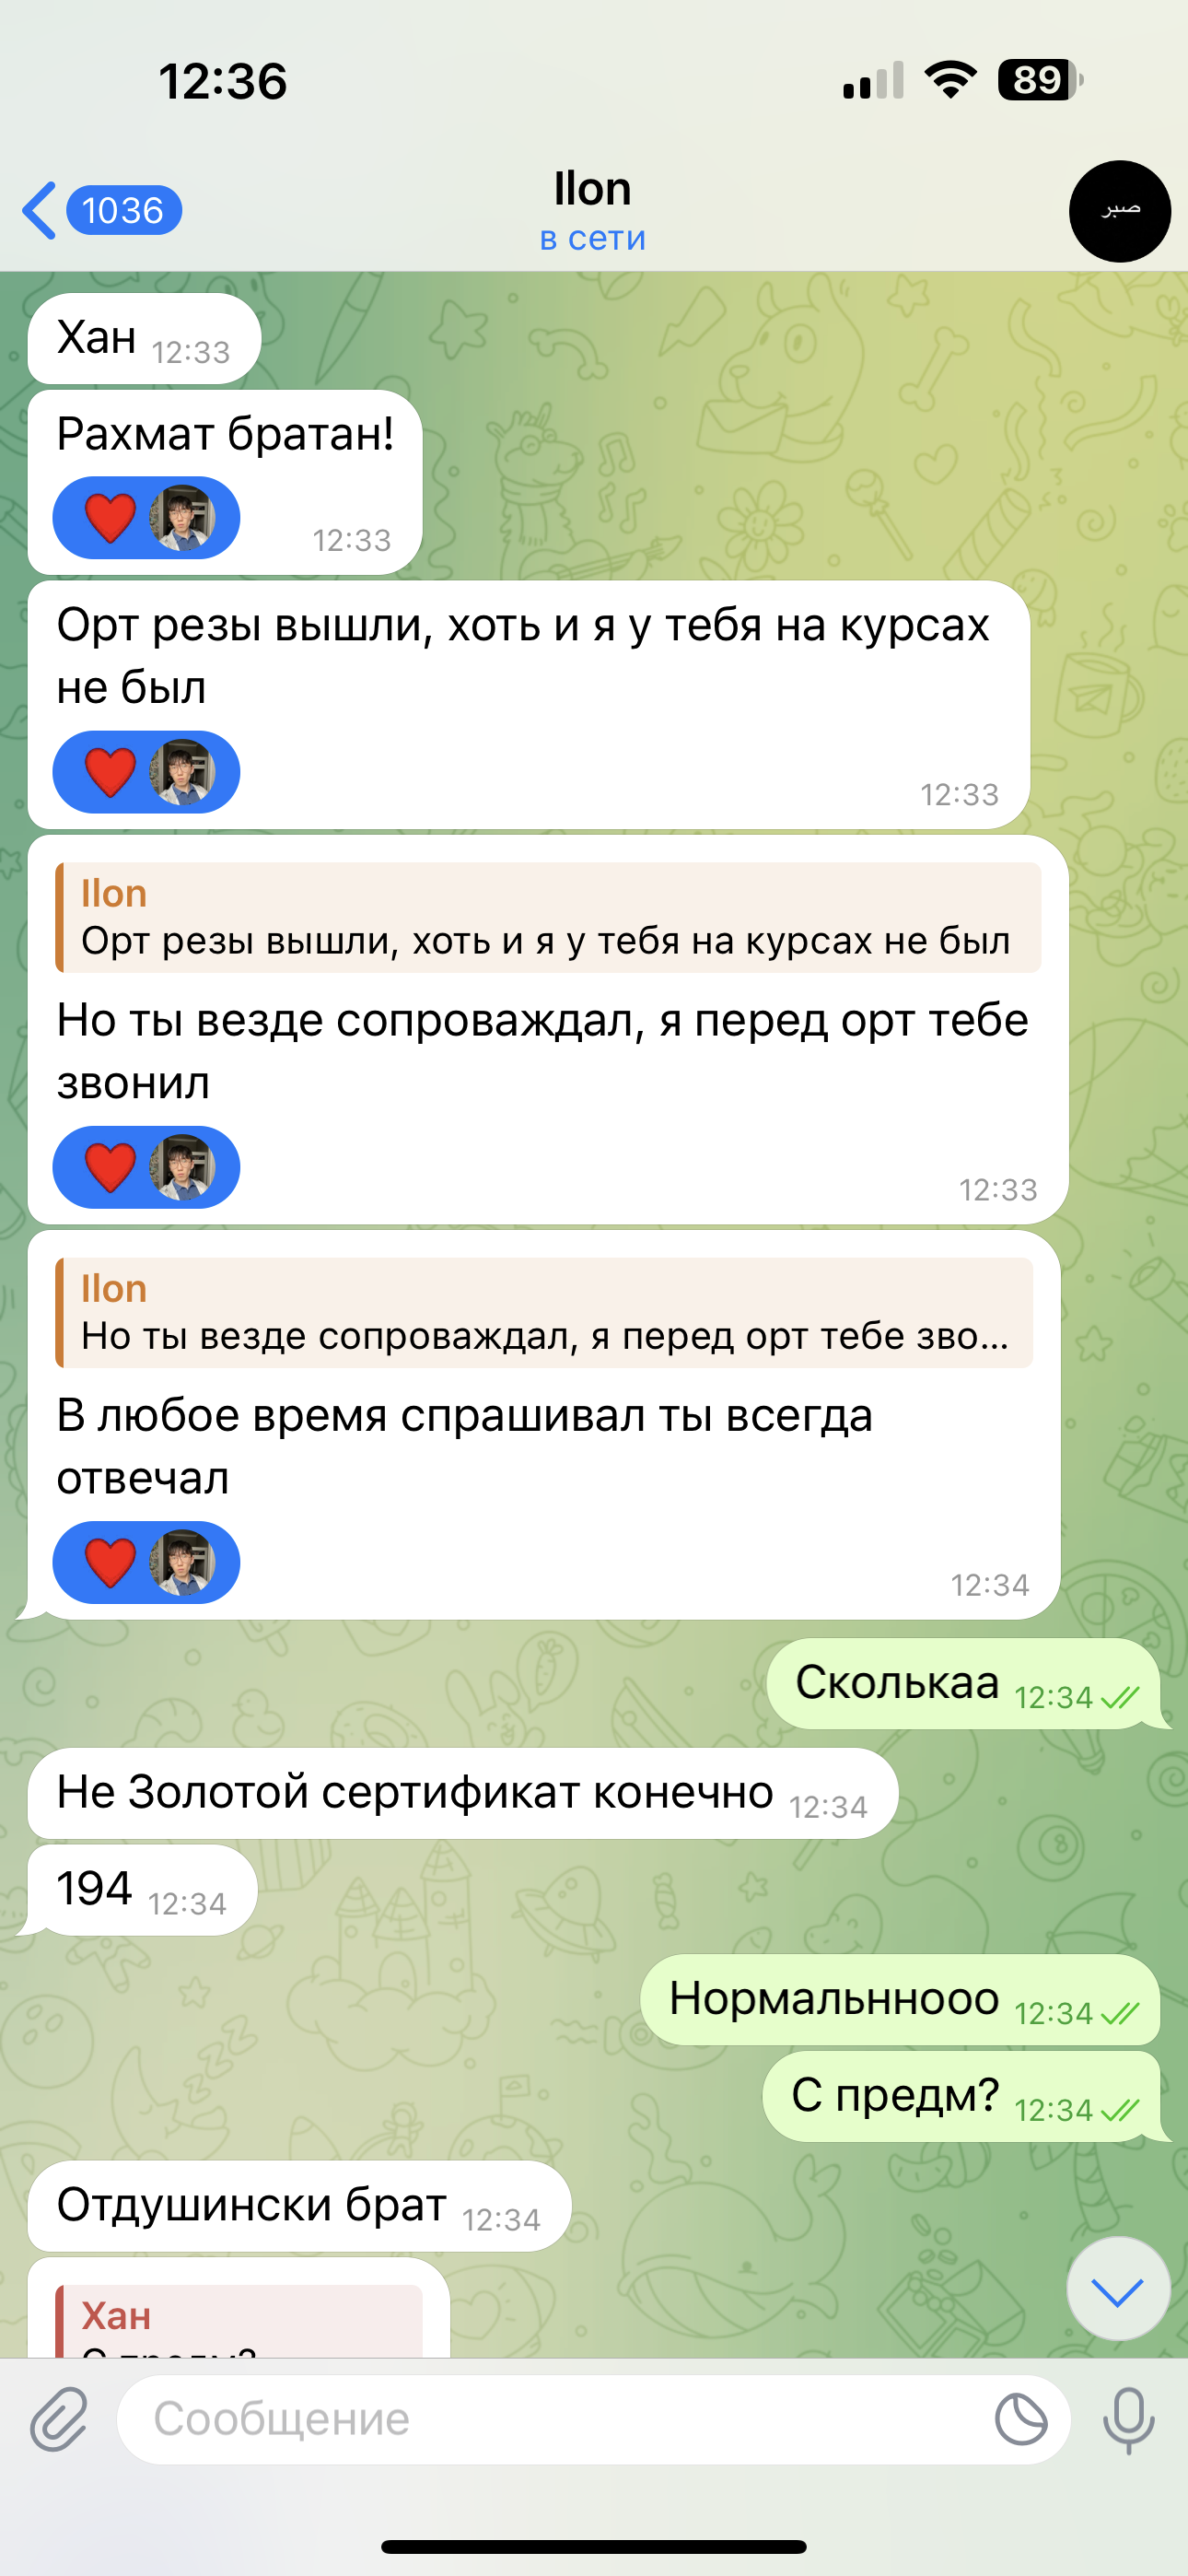 12:36
89
1036
Ilon
в сети
صبر
Хан 12:33
Рахмат братан!
12:33
Орт резы вышли, хоть и я у тебя на курсах
не был
12:33
Ilon
Орт резы вышли, хоть и я у тебя на курсах не был
Но ты везде сопроваждал, я перед орт тебе
звонил
12:33
Ilon
Но ты везде сопроваждал, я перед орт тебе зво...
В любое время спрашивал ты всегда
отвечал
12:34
Сколькаа 12:34
Не Золотой сертификат конечно 12:34
194 12:34
Нормальннооо 12:34
С предм? 12:34
Отдушински брат 12:34
Хан
С предм?
Сообщение